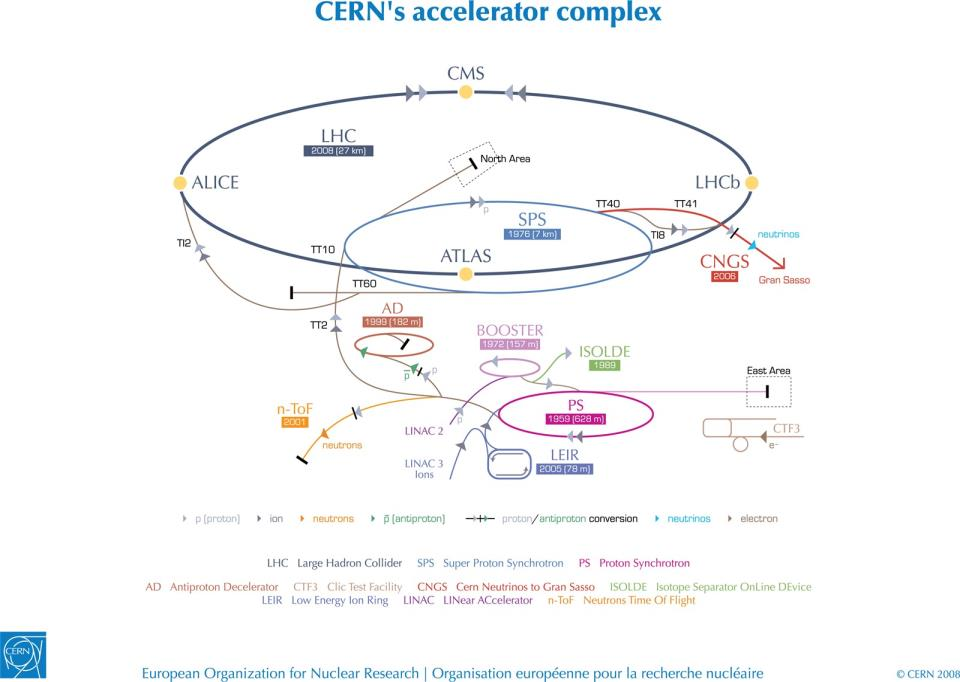 CERN's accelerator complex
CMS
LHC
2008 (27 km)
North Area
ALICE
LHCb
p
SPS
1976 (7 km)
TT40
TT41
TI8
neutrinos
TI2
TT10
ATLAS
CNGS
2006
Gran Sasso
TT60
AD
1999 (182 m)
TT2
BOOSTER
1972 (157 m)
ISOLDE
1989
p̅
p
East Area
n-ToF
2001
neutrons
LINAC 2
p
PS
1959 (628 m)
CTF3
e⁻
LINAC 3
Ions
LEIR
2005 (78 m)
p (proton) ion neutrons p̅ (antiproton) proton/antiproton conversion neutrinos electron
LHC Large Hadron Collider SPS Super Proton Synchrotron PS Proton Synchrotron
AD Antiproton Decelerator CTF3 Clic Test Facility CNGS Cern Neutrinos to Gran Sasso ISOLDE Isotope Separator OnLine DEvice
LEIR Low Energy Ion Ring LINAC LINear ACcelerator n-ToF Neutrons Time Of Flight
CERN
European Organization for Nuclear Research | Organisation européenne pour la recherche nucléaire
© CERN 2008